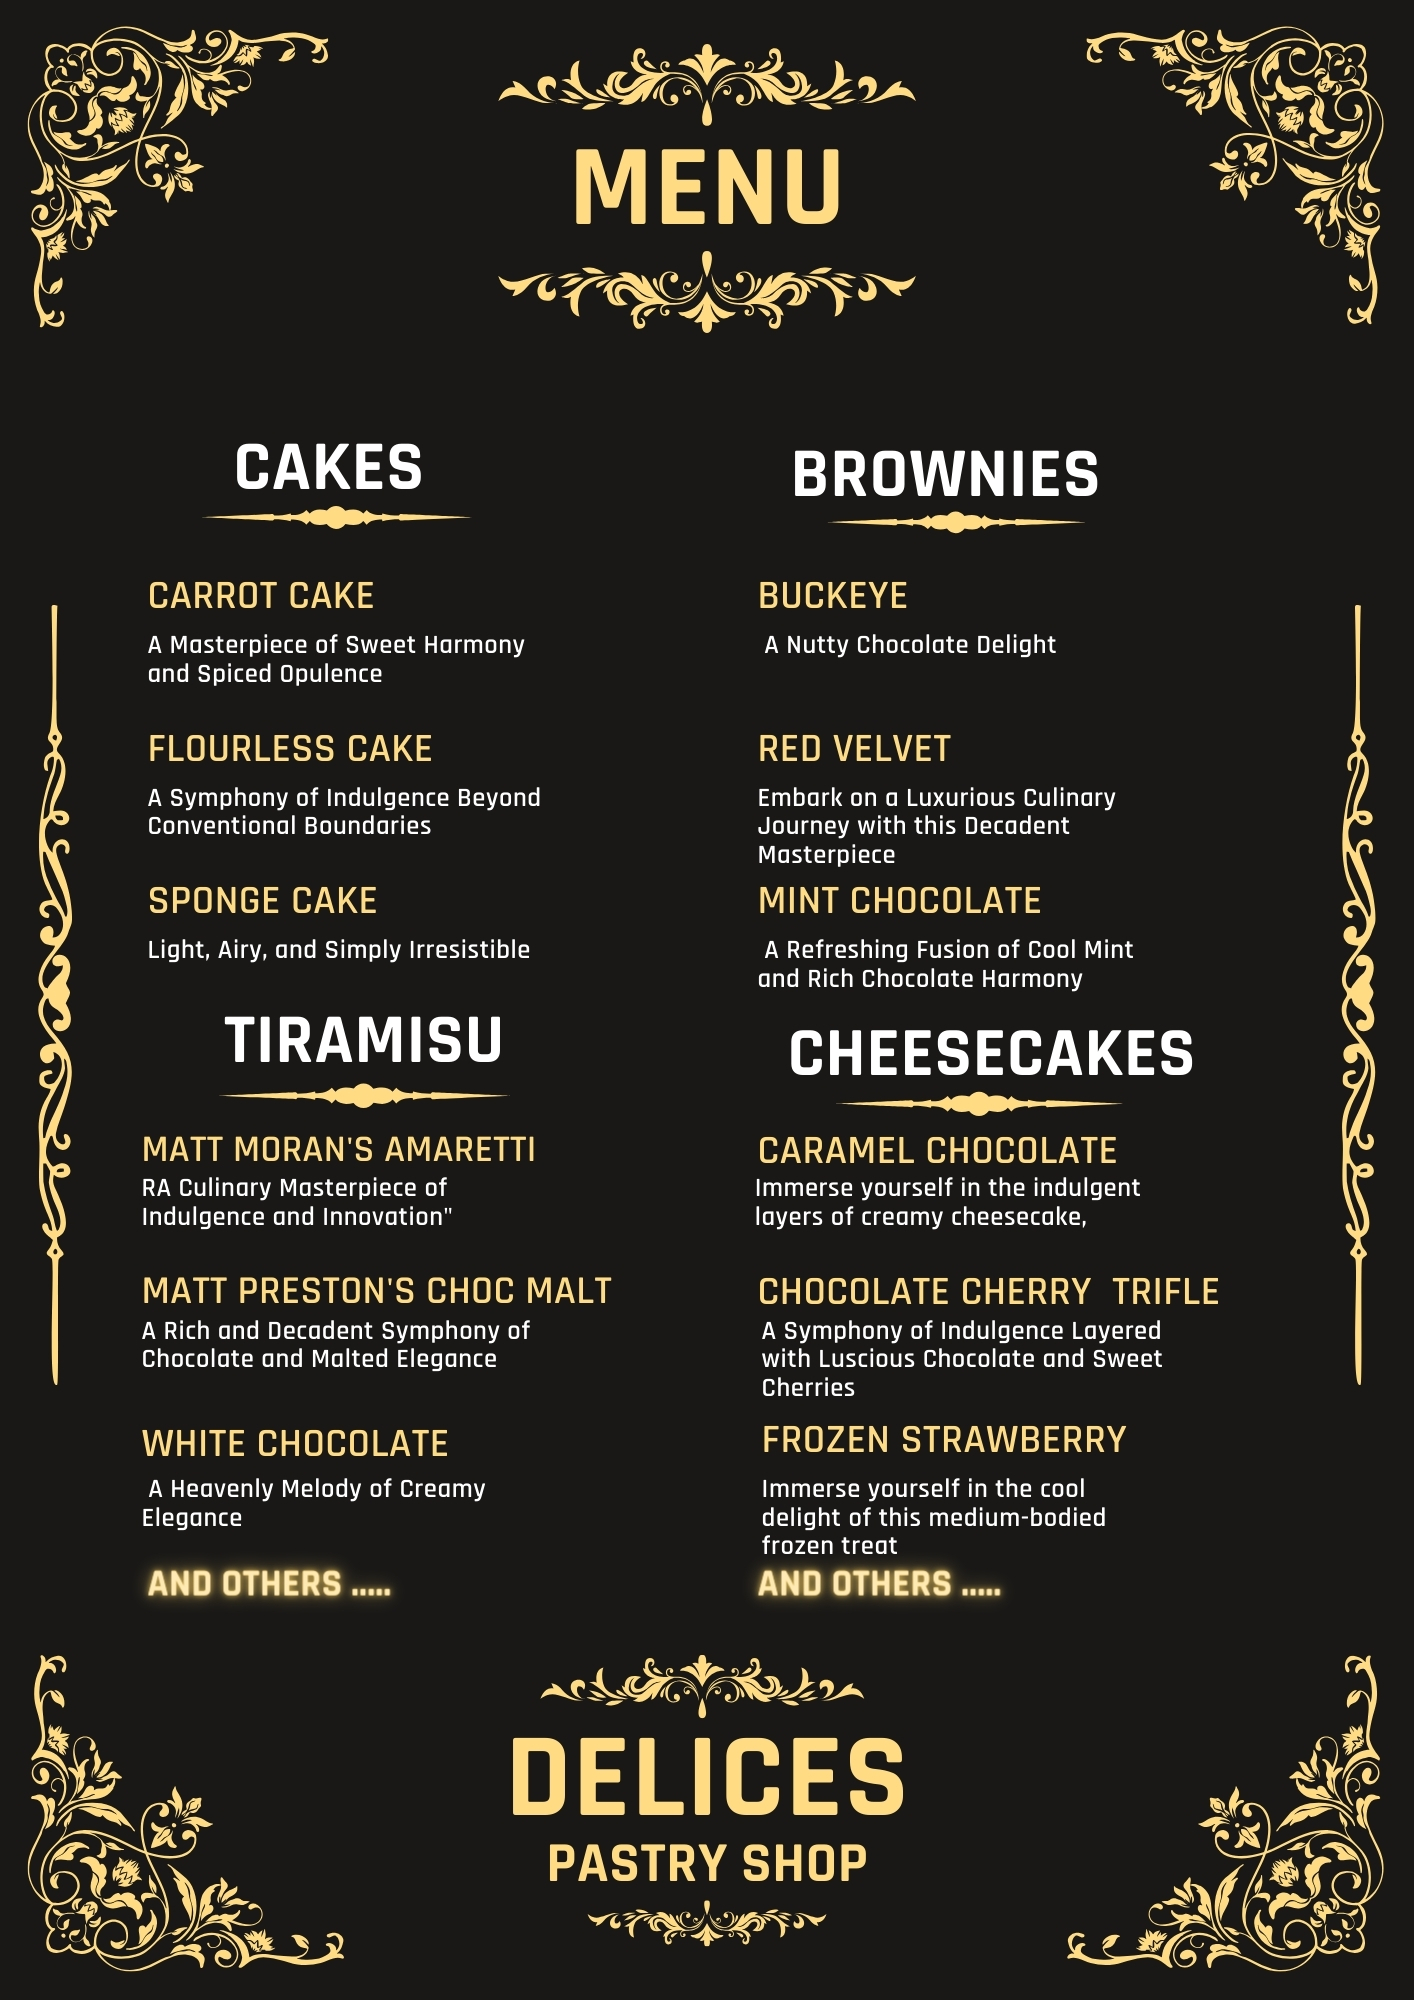 MENU
CAKES
CARROT CAKE
A Masterpiece of Sweet Harmony
and Spiced Opulence
FLOURLESS CAKE
A Symphony of Indulgence Beyond
Conventional Boundaries
SPONGE CAKE
Light, Airy, and Simply Irresistible
TIRAMISU
MATT MORAN'S AMARETTI
RA Culinary Masterpiece of
Indulgence and Innovation"
MATT PRESTON'S CHOC MALT
A Rich and Decadent Symphony of
Chocolate and Malted Elegance
WHITE CHOCOLATE
A Heavenly Melody of Creamy
Elegance
AND OTHERS .....
BROWNIES
BUCKEYE
A Nutty Chocolate Delight
RED VELVET
Embark on a Luxurious Culinary
Journey with this Decadent
Masterpiece
MINT CHOCOLATE
A Refreshing Fusion of Cool Mint
and Rich Chocolate Harmony
CHEESECAKES
CARAMEL CHOCOLATE
Immerse yourself in the indulgent
layers of creamy cheesecake,
CHOCOLATE CHERRY  TRIFLE
A Symphony of Indulgence Layered
with Luscious Chocolate and Sweet
Cherries
FROZEN STRAWBERRY
Immerse yourself in the cool
delight of this medium-bodied
frozen treat
AND OTHERS .....
DELICES
PASTRY SHOP